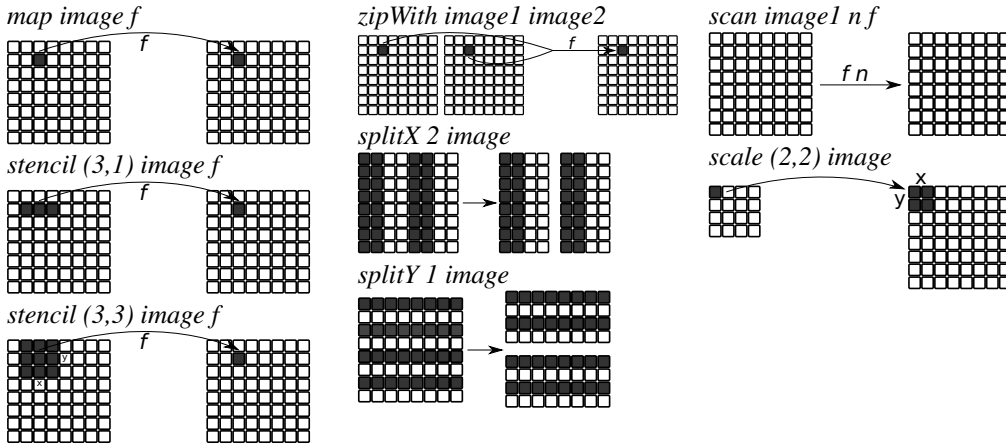 map image f
f
stencil (3,1) image f
f
stencil (3,3) image f
f
y
x
zipWith image1 image2
f
splitX 2 image
splitY 1 image
scan image1 n f
f n
scale (2,2) image
x
y